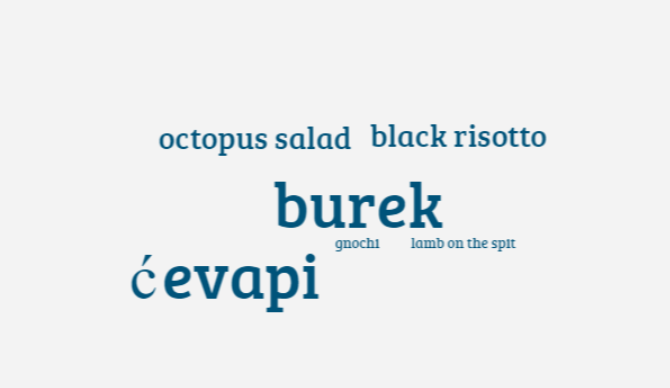 octopus salad black risotto
burek
gnochi lamb on the spit
ćevapi